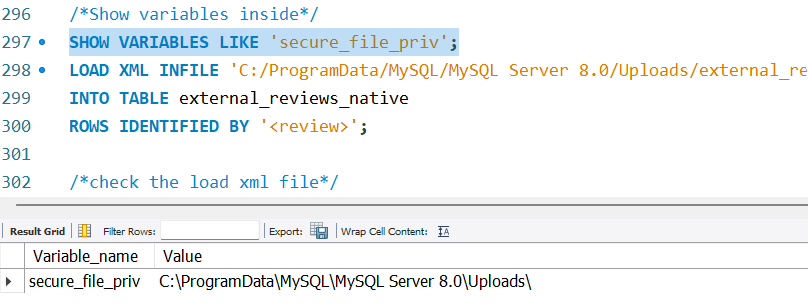 296 /*Show variables inside*/
297 SHOW VARIABLES LIKE 'secure_file_priv';
298 LOAD XML INFILE 'C:/ProgramData/MySQL/MySQL Server 8.0/Uploads/external_re
299 INTO TABLE external_reviews_native
300 ROWS IDENTIFIED BY '<review>';
301
302 /*check the load xml file*/
Result Grid Filter Rows: Export: Wrap Cell Content:
Variable_name Value
secure_file_priv C:\ProgramData\MySQL\MySQL Server 8.0\Uploads\